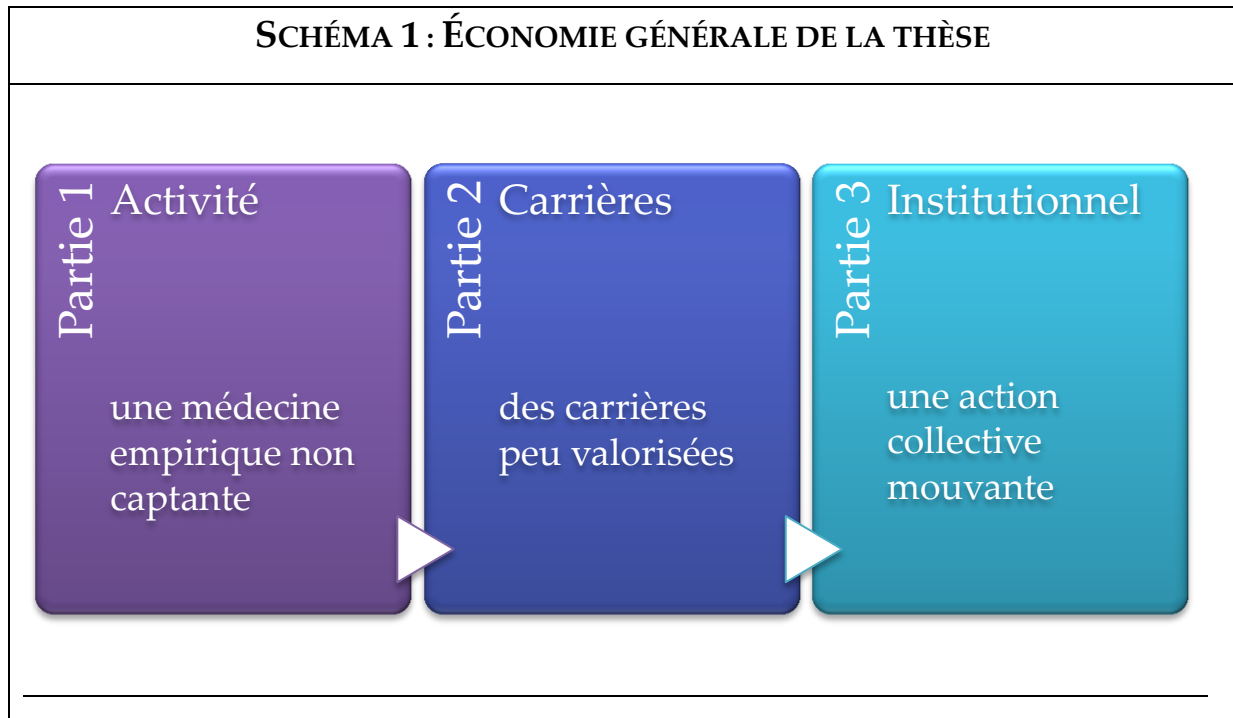 SCHÉMA 1 : ÉCONOMIE GÉNÉRALE DE LA THÈSE
Partie 1
Activité
une médecine
empirique non
captante
Partie 2
Carrières
des carrières
peu valorisées
Partie 3
Institutionnel
une action
collective
mouvante